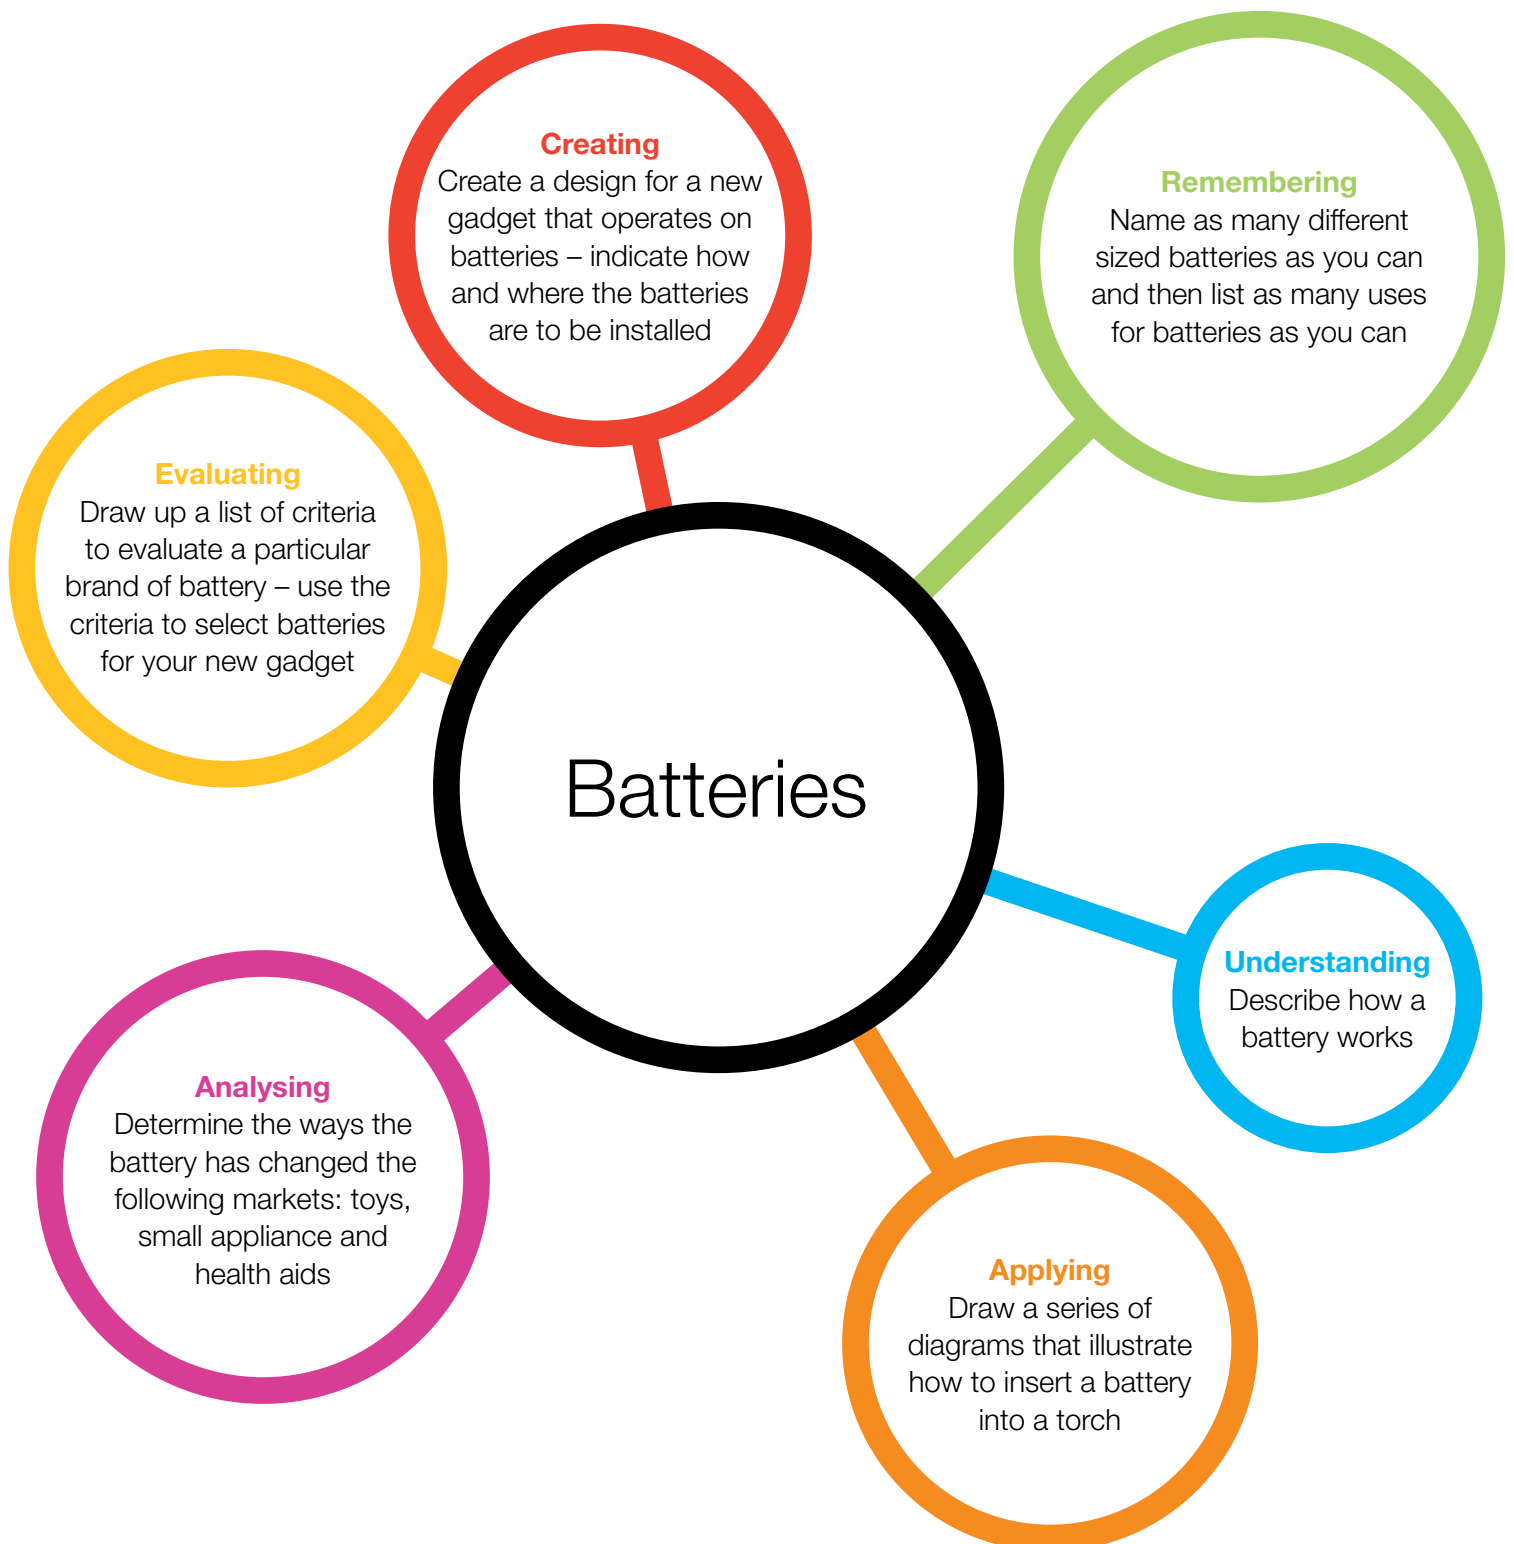 Creating
Create a design for a new
gadget that operates on
batteries – indicate how
and where the batteries
are to be installed
Remembering
Name as many different
sized batteries as you can
and then list as many uses
for batteries as you can
Evaluating
Draw up a list of criteria
to evaluate a particular
brand of battery – use the
criteria to select batteries
for your new gadget
Batteries
Understanding
Describe how a
battery works
Analysing
Determine the ways the
battery has changed the
following markets: toys,
small appliance and
health aids
Applying
Draw a series of
diagrams that illustrate
how to insert a battery
into a torch